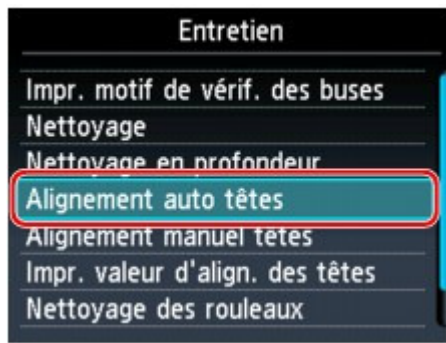 Entretien
Impr. motif de vérif. des buses
Nettoyage
Nettoyage en profondeur
Alignement auto têtes
Alignement manuel têtes
Impr. valeur d'align. des têtes
Nettoyage des rouleaux